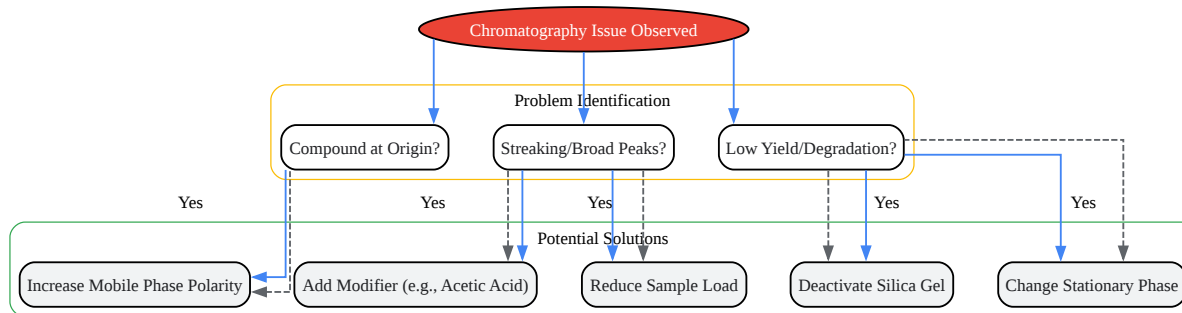 Chromatography Issue Observed
Problem Identification
Compound at Origin?
Streaking/Broad Peaks?
Low Yield/Degradation?
Yes
Yes
Yes
Yes
Yes
Potential Solutions
Increase Mobile Phase Polarity
Add Modifier (e.g., Acetic Acid)
Reduce Sample Load
Deactivate Silica Gel
Change Stationary Phase